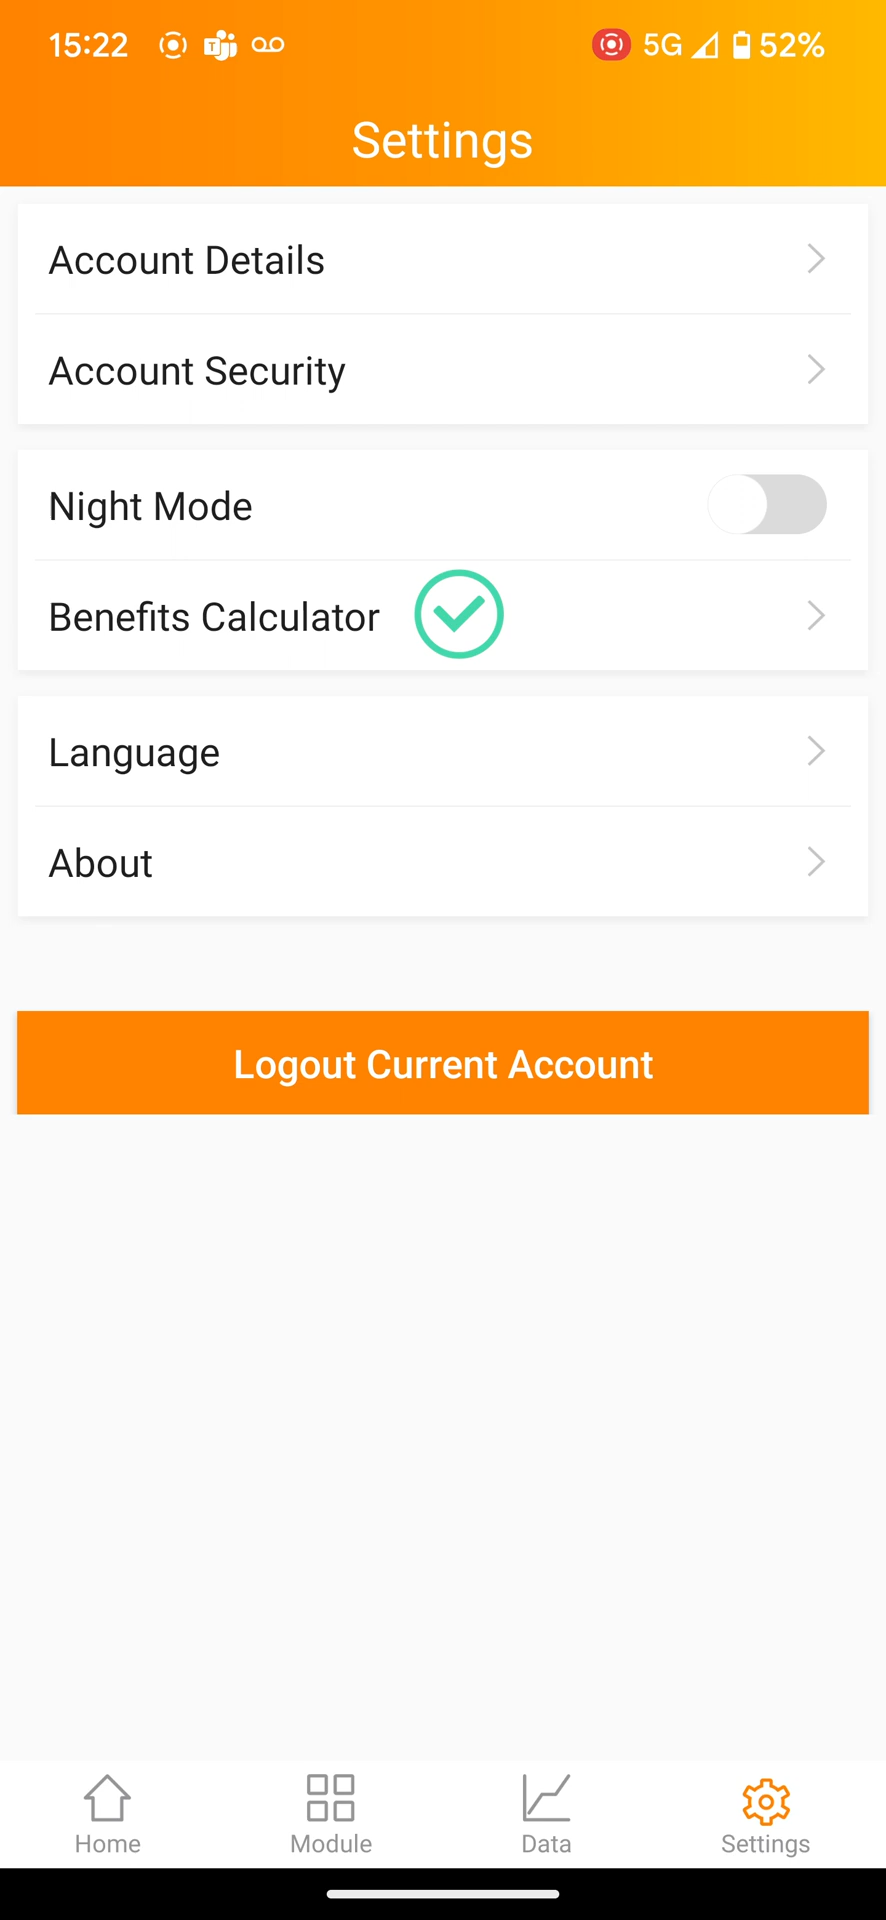 15:22 5G 52%
Settings
Account Details
Account Security
Night Mode
Benefits Calculator
Language
About
Logout Current Account
Home Module Data Settings